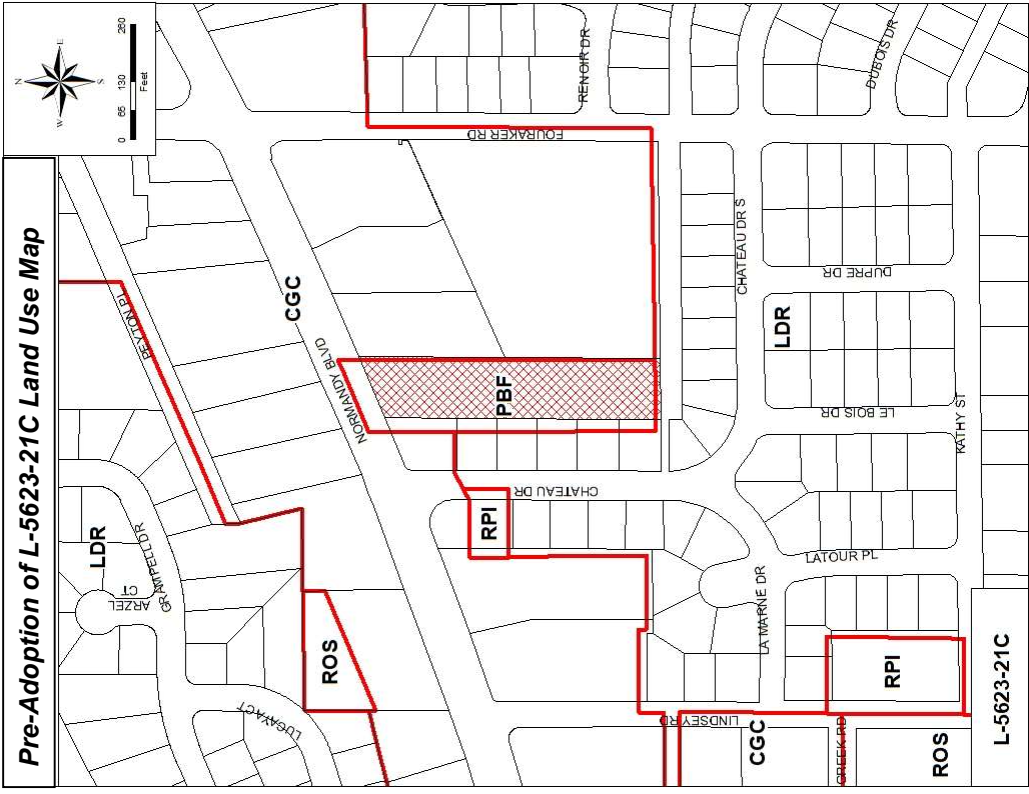 Pre-Adoption of L-5623-21C Land Use Map
N
E
S
W
0
65
130
260
Feet
PEYTON PL
CGC
NORMANDY BLVD
FOURAKER RD
RENOIR DR
DUBOIS DR
CHATEAU DR S
DUPRE DR
LDR
LE BOIS DR
KATHY ST
PBF
CHATEAU DR
RPI
LDR
GRAMPELL DR
ARZEL
CT
ROS
LUCAYA CT
LATOUR PL
LA MARNE DR
RPI
LINDSEY RD
CGC
CREEK RD
ROS
L-5623-21C